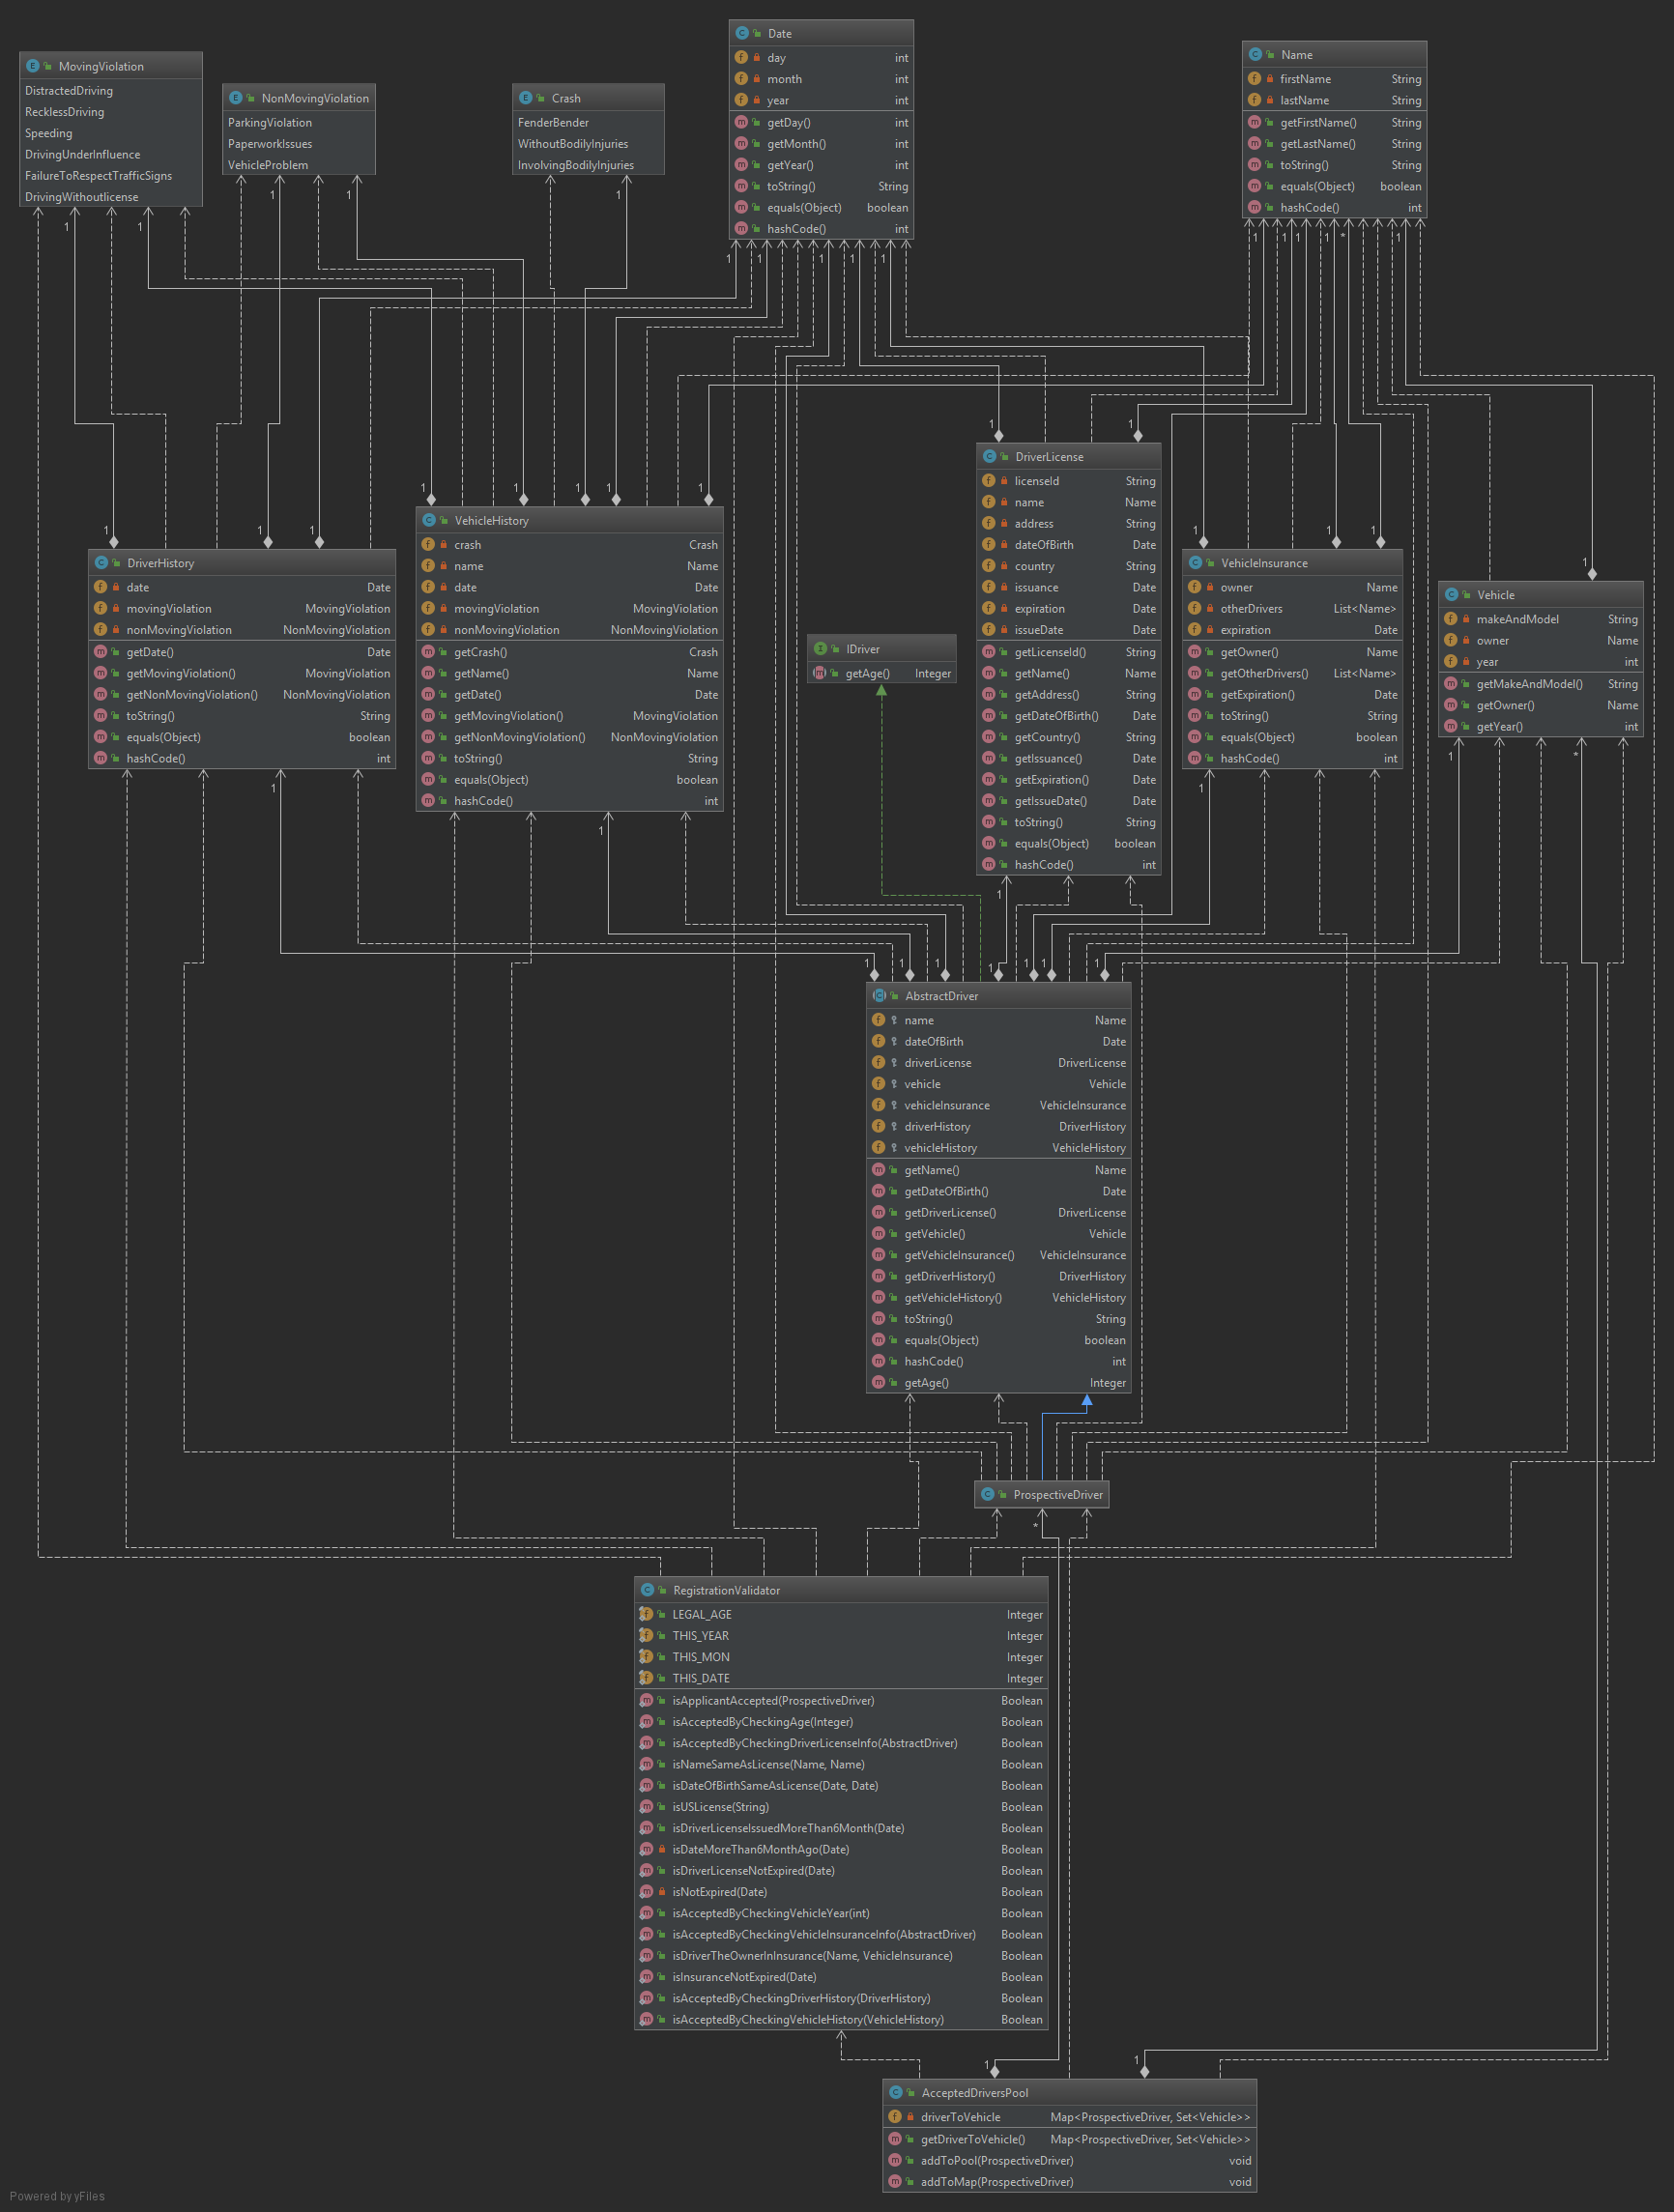 MovingViolation
DistractedDriving
RecklessDriving
Speeding
DrivingUnderInfluence
FailureToRespectTrafficSigns
DrivingWithoutlicense
NonMovingViolation
ParkingViolation
PaperworkIssues
VehicleProblem
Crash
FenderBender
WithoutBodilyInjuries
InvolvingBodilyInjuries
Date
day int
month int
year int
getDay() int
getMonth() int
getYear() int
toString() String
equals(Object) boolean
hashCode() int
Name
firstName String
lastName String
getFirstName() String
getLastName() String
toString() String
equals(Object) boolean
hashCode() int
DriverHistory
date Date
movingViolation MovingViolation
nonMovingViolation NonMovingViolation
getDate() Date
getMovingViolation() MovingViolation
getNonMovingViolation() NonMovingViolation
toString() String
equals(Object) boolean
hashCode() int
VehicleHistory
crash Crash
name Name
date Date
movingViolation MovingViolation
nonMovingViolation NonMovingViolation
getCrash() Crash
getName() Name
getDate() Date
getMovingViolation() MovingViolation
getNonMovingViolation() NonMovingViolation
toString() String
equals(Object) boolean
hashCode() int
IDriver
getAge() Integer
DriverLicense
licenseId String
name Name
address String
dateOfBirth Date
country String
issuance Date
expiration Date
issueDate Date
getLicenseId() String
getName() Name
getAddress() String
getDateOfBirth() Date
getCountry() String
getIssuance() Date
getExpiration() Date
getIssueDate() Date
toString() String
equals(Object) boolean
hashCode() int
VehicleInsurance
owner Name
otherDrivers List<Name>
expiration Date
getOwner() Name
getOtherDrivers() List<Name>
getExpiration() Date
toString() String
equals(Object) boolean
hashCode() int
Vehicle
makeAndModel String
owner Name
year int
getMakeAndModel() String
getOwner() Name
getYear() int
AbstractDriver
name Name
dateOfBirth Date
driverLicense DriverLicense
vehicle Vehicle
vehicleInsurance VehicleInsurance
driverHistory DriverHistory
vehicleHistory VehicleHistory
getName() Name
getDateOfBirth() Date
getDriverLicense() DriverLicense
getVehicle() Vehicle
getVehicleInsurance() VehicleInsurance
getDriverHistory() DriverHistory
getVehicleHistory() VehicleHistory
toString() String
equals(Object) boolean
hashCode() int
getAge() Integer
ProspectiveDriver
RegistrationValidator
LEGAL_AGE Integer
THIS_YEAR Integer
THIS_MON Integer
THIS_DATE Integer
isApplicantAccepted(ProspectiveDriver) Boolean
isAcceptedByCheckingAge(Integer) Boolean
isAcceptedByCheckingDriverLicenseInfo(AbstractDriver) Boolean
isNameSameAsLicense(Name, Name) Boolean
isDateOfBirthSameAsLicense(Date, Date) Boolean
isUSLicense(String) Boolean
isDriverLicenseIssuedMoreThan6Month(Date) Boolean
isDateMoreThan6MonthAgo(Date) Boolean
isDriverLicenseNotExpired(Date) Boolean
isNotExpired(Date) Boolean
isAcceptedByCheckingVehicleYear(int) Boolean
isAcceptedByCheckingVehicleInsuranceInfo(AbstractDriver) Boolean
isDriverTheOwnerInInsurance(Name, VehicleInsurance) Boolean
isInsuranceNotExpired(Date) Boolean
isAcceptedByCheckingDriverHistory(DriverHistory) Boolean
isAcceptedByCheckingVehicleHistory(VehicleHistory) Boolean
AcceptedDriversPool
driverToVehicle Map<ProspectiveDriver, Set<Vehicle>>
getDriverToVehicle() Map<ProspectiveDriver, Set<Vehicle>>
addToPool(ProspectiveDriver) void
addToMap(ProspectiveDriver) void
Powered by yFiles